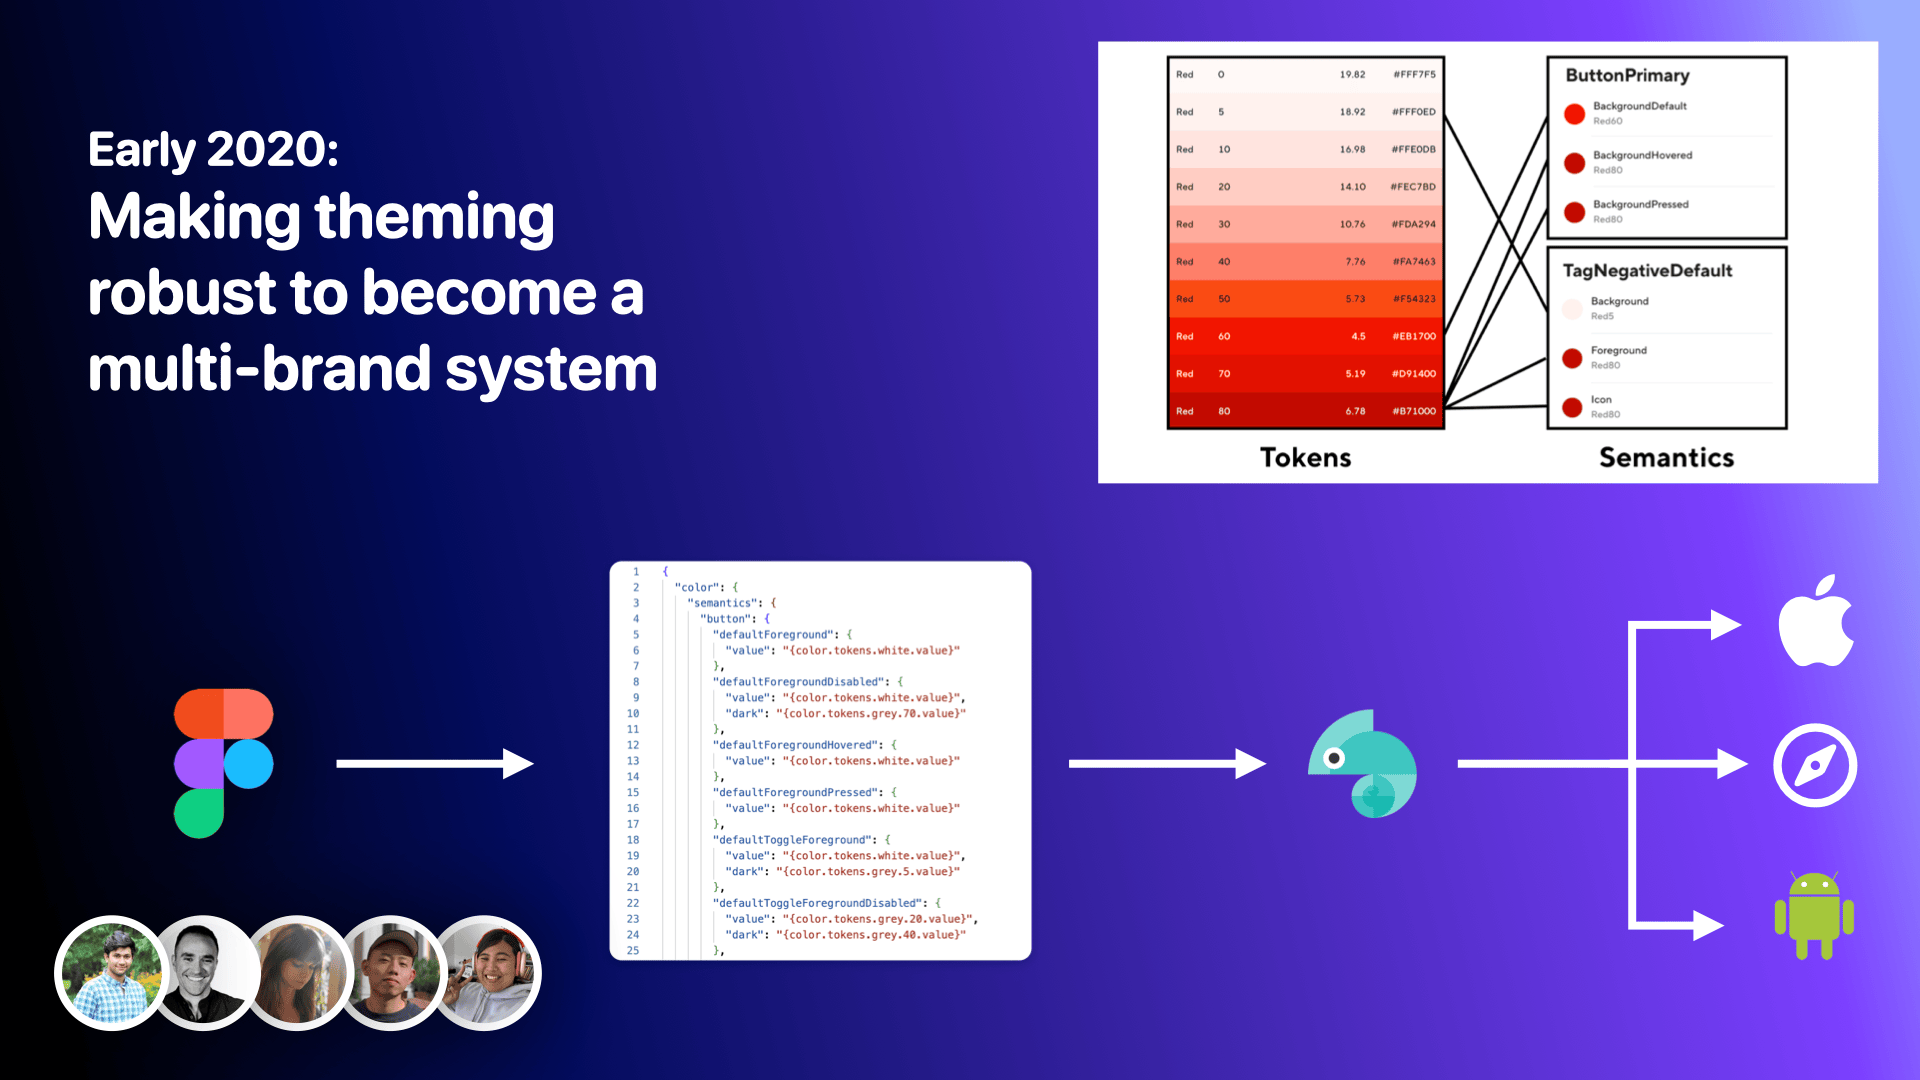 Early 2020:
Making theming
robust to become a
multi-brand system
Red 0 19.82 #FFF7F5
Red 5 18.92 #FFF0ED
Red 10 16.98 #FFE0DB
Red 20 14.10 #FEC7BD
Red 30 10.76 #FDA294
Red 40 7.76 #FA7463
Red 50 5.73 #F54323
Red 60 4.5 #EB1700
Red 70 5.19 #D91400
Red 80 6.78 #B71000
Tokens
ButtonPrimary
BackgroundDefault
Red60
BackgroundHovered
Red80
BackgroundPressed
Red80
TagNegativeDefault
Background
Red5
Foreground
Red80
Icon
Red80
Semantics
1 {
2 "color": {
3 "semantics": {
4 "button": {
5 "defaultForeground": {
6 "value": "{color.tokens.white.value}"
7 },
8 "defaultForegroundDisabled": {
9 "value": "{color.tokens.white.value}",
10 "dark": "{color.tokens.grey.70.value}"
11 },
12 "defaultForegroundHovered": {
13 "value": "{color.tokens.white.value}"
14 },
15 "defaultForegroundPressed": {
16 "value": "{color.tokens.white.value}"
17 },
18 "defaultToggleForeground": {
19 "value": "{color.tokens.white.value}",
20 "dark": "{color.tokens.grey.5.value}"
21 },
22 "defaultToggleForegroundDisabled": {
23 "value": "{color.tokens.grey.20.value}",
24 "dark": "{color.tokens.grey.40.value}"
25 },